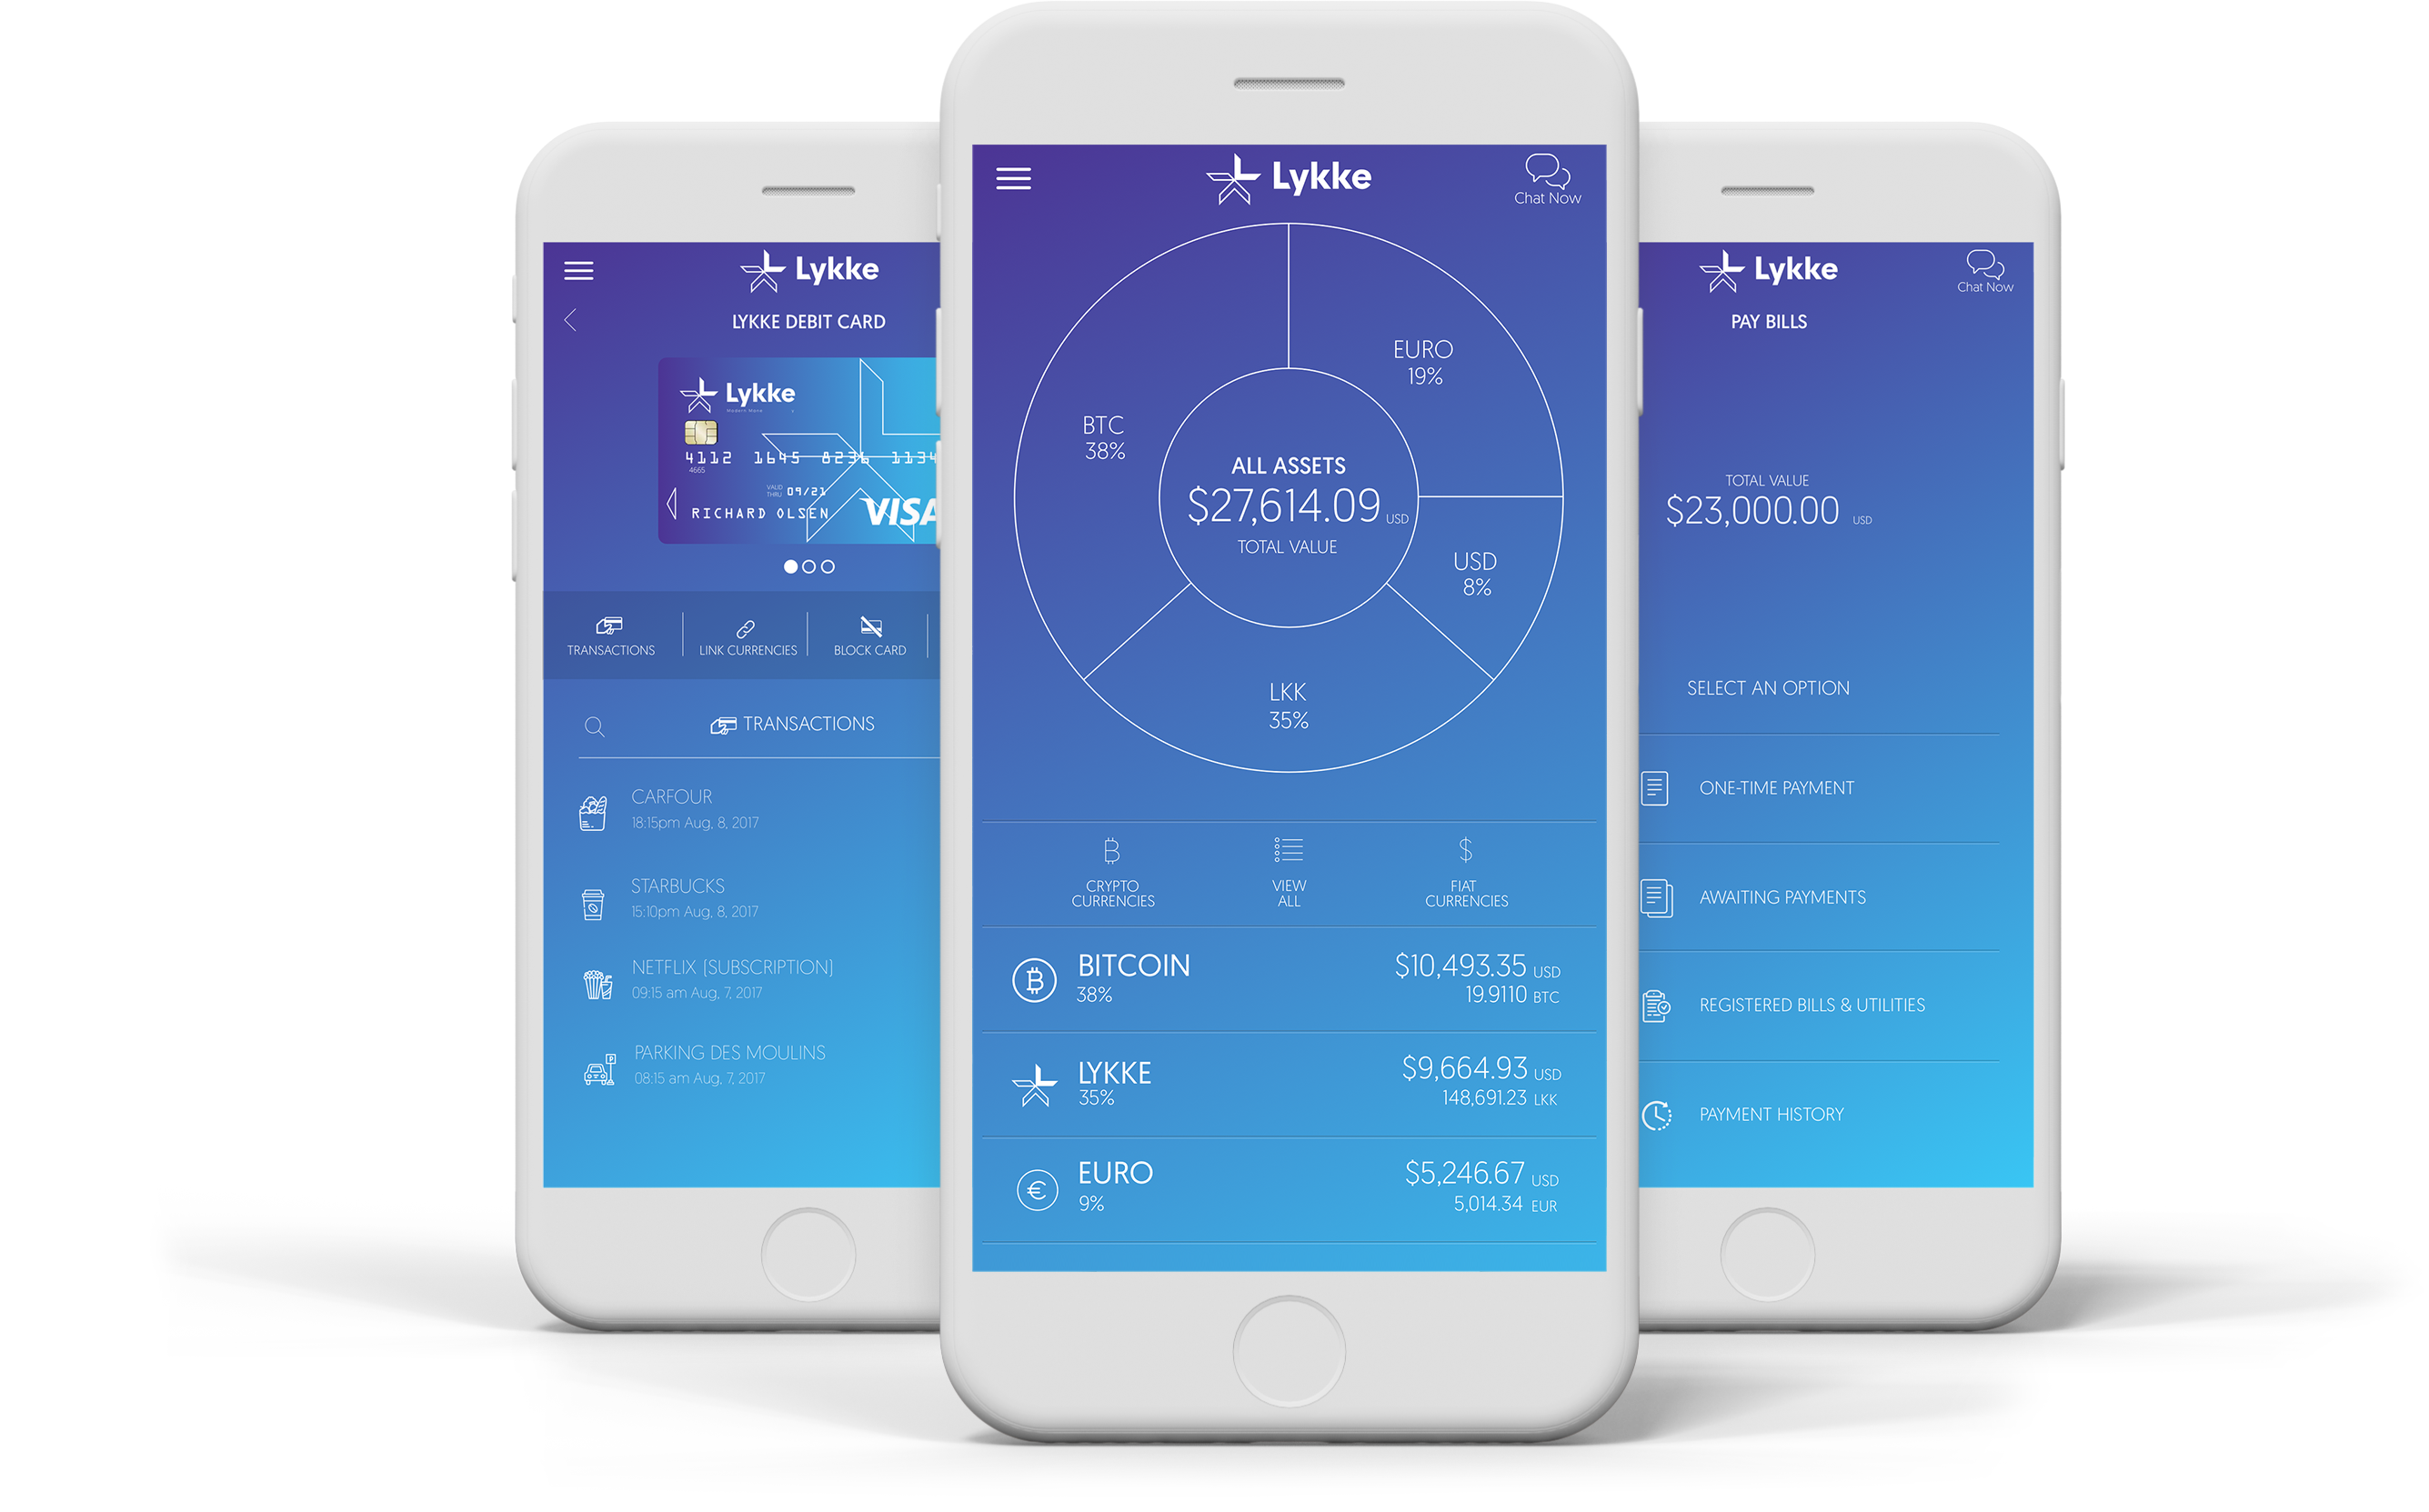 Lykke
LYKKE DEBIT CARD
Lykke
4112 1645 8236 1134
4665
VALID
THRU 09/21
RICHARD OLSEN
VISA
TRANSACTIONS
LINK CURRENCIES
BLOCK CARD
TRANSACTIONS
CARFOUR
18:15pm Aug, 8, 2017
STARBUCKS
15:10pm Aug, 8, 2017
NETFLIX (SUBSCRIPTION)
09:15 am Aug, 7, 2017
PARKING DES MOULINS
08:15 am Aug, 7, 2017
Lykke
Chat Now
EURO
19%
BTC
38%
ALL ASSETS
$27,614.09 USD
TOTAL VALUE
USD
8%
LKK
35%
CRYPTO
CURRENCIES
VIEW
ALL
FIAT
CURRENCIES
BITCOIN
38%
$10,493.35 USD
19.9110 BTC
LYKKE
35%
$9,664.93 USD
148,691.23 LKK
EURO
9%
$5,246.67 USD
5,014.34 EUR
Lykke
Chat Now
PAY BILLS
TOTAL VALUE
$23,000.00 USD
SELECT AN OPTION
ONE-TIME PAYMENT
AWAITING PAYMENTS
REGISTERED BILLS & UTILITIES
PAYMENT HISTORY